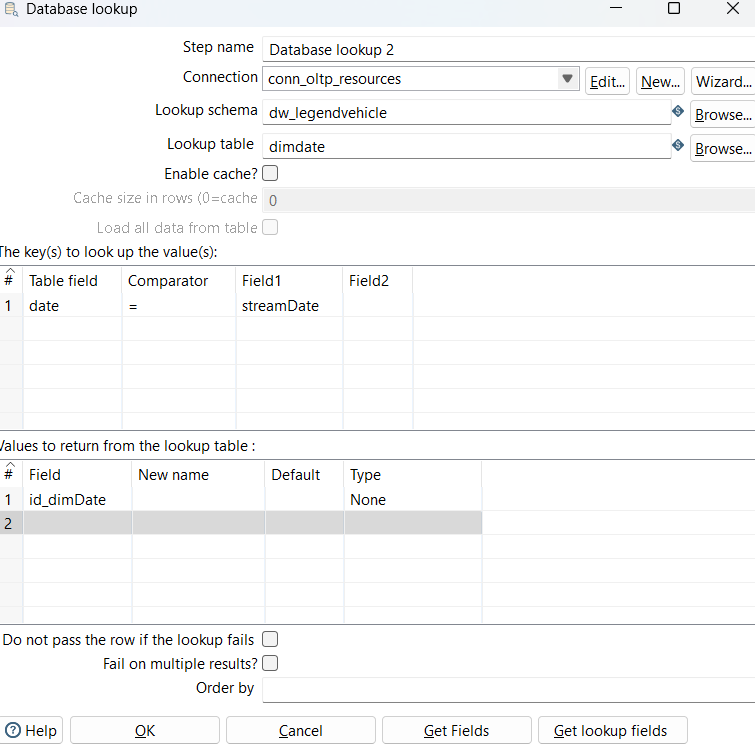 Database lookup
Step name Database lookup 2
Connection conn_oltp_resources Edit... New... Wizard...
Lookup schema dw_legendvehicle Browse...
Lookup table dimdate Browse...
Enable cache?
Cache size in rows (0=cache 0
Load all data from table
The key(s) to look up the value(s):
# Table field Comparator Field1 Field2
1 date = streamDate
Values to return from the lookup table :
# Field New name Default Type
1 id_dimDate None
2
Do not pass the row if the lookup fails
Fail on multiple results?
Order by
Help OK Cancel Get Fields Get lookup fields